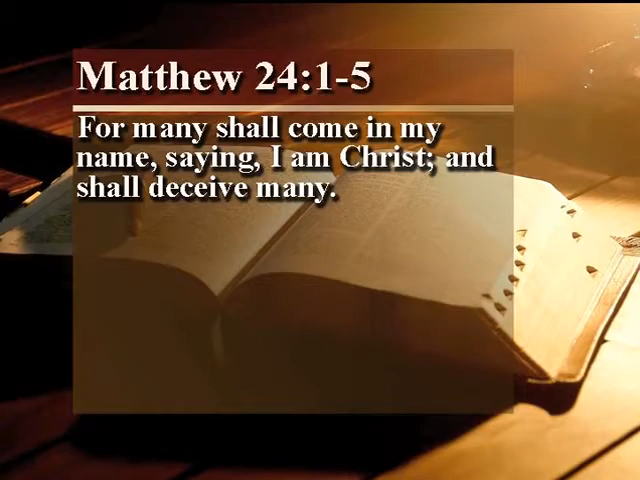 Matthew 24:1-5
For many shall come in my
name, saying, I am Christ; and
shall deceive many.